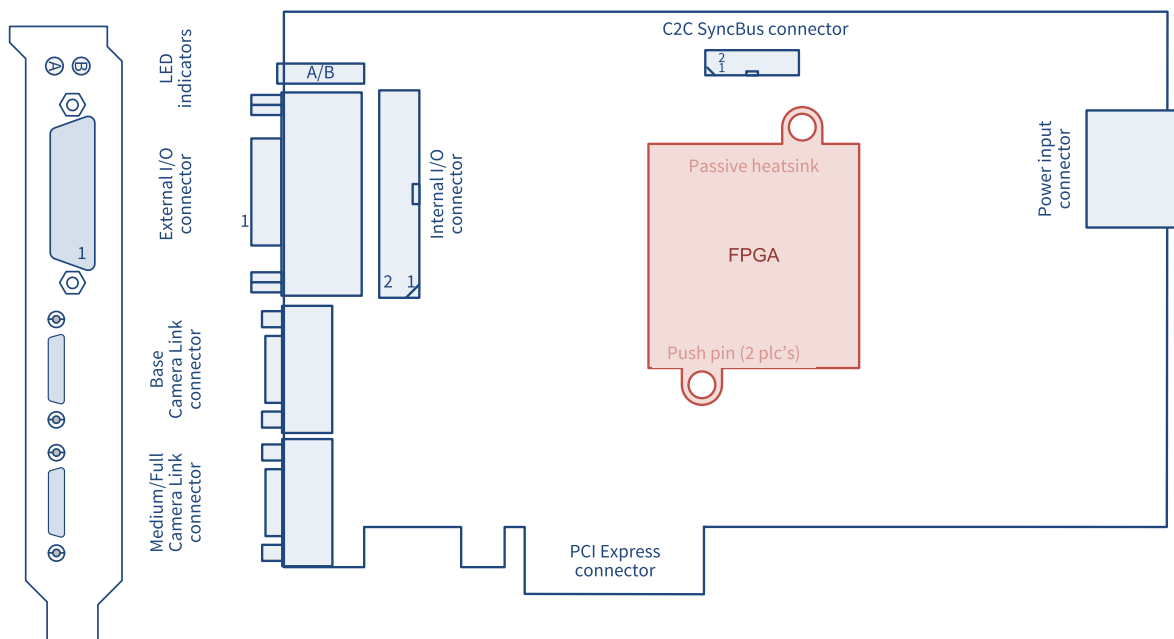 C2C SyncBus connector
2
1
A
B
LED
indicators
A/B
External I/O
connector
1
1
Internal I/O
connector
2 1
Passive heatsink
FPGA
Push pin (2 plc's)
Power input
connector
Base
Camera Link
connector
Medium/Full
Camera Link
connector
PCI Express
connector